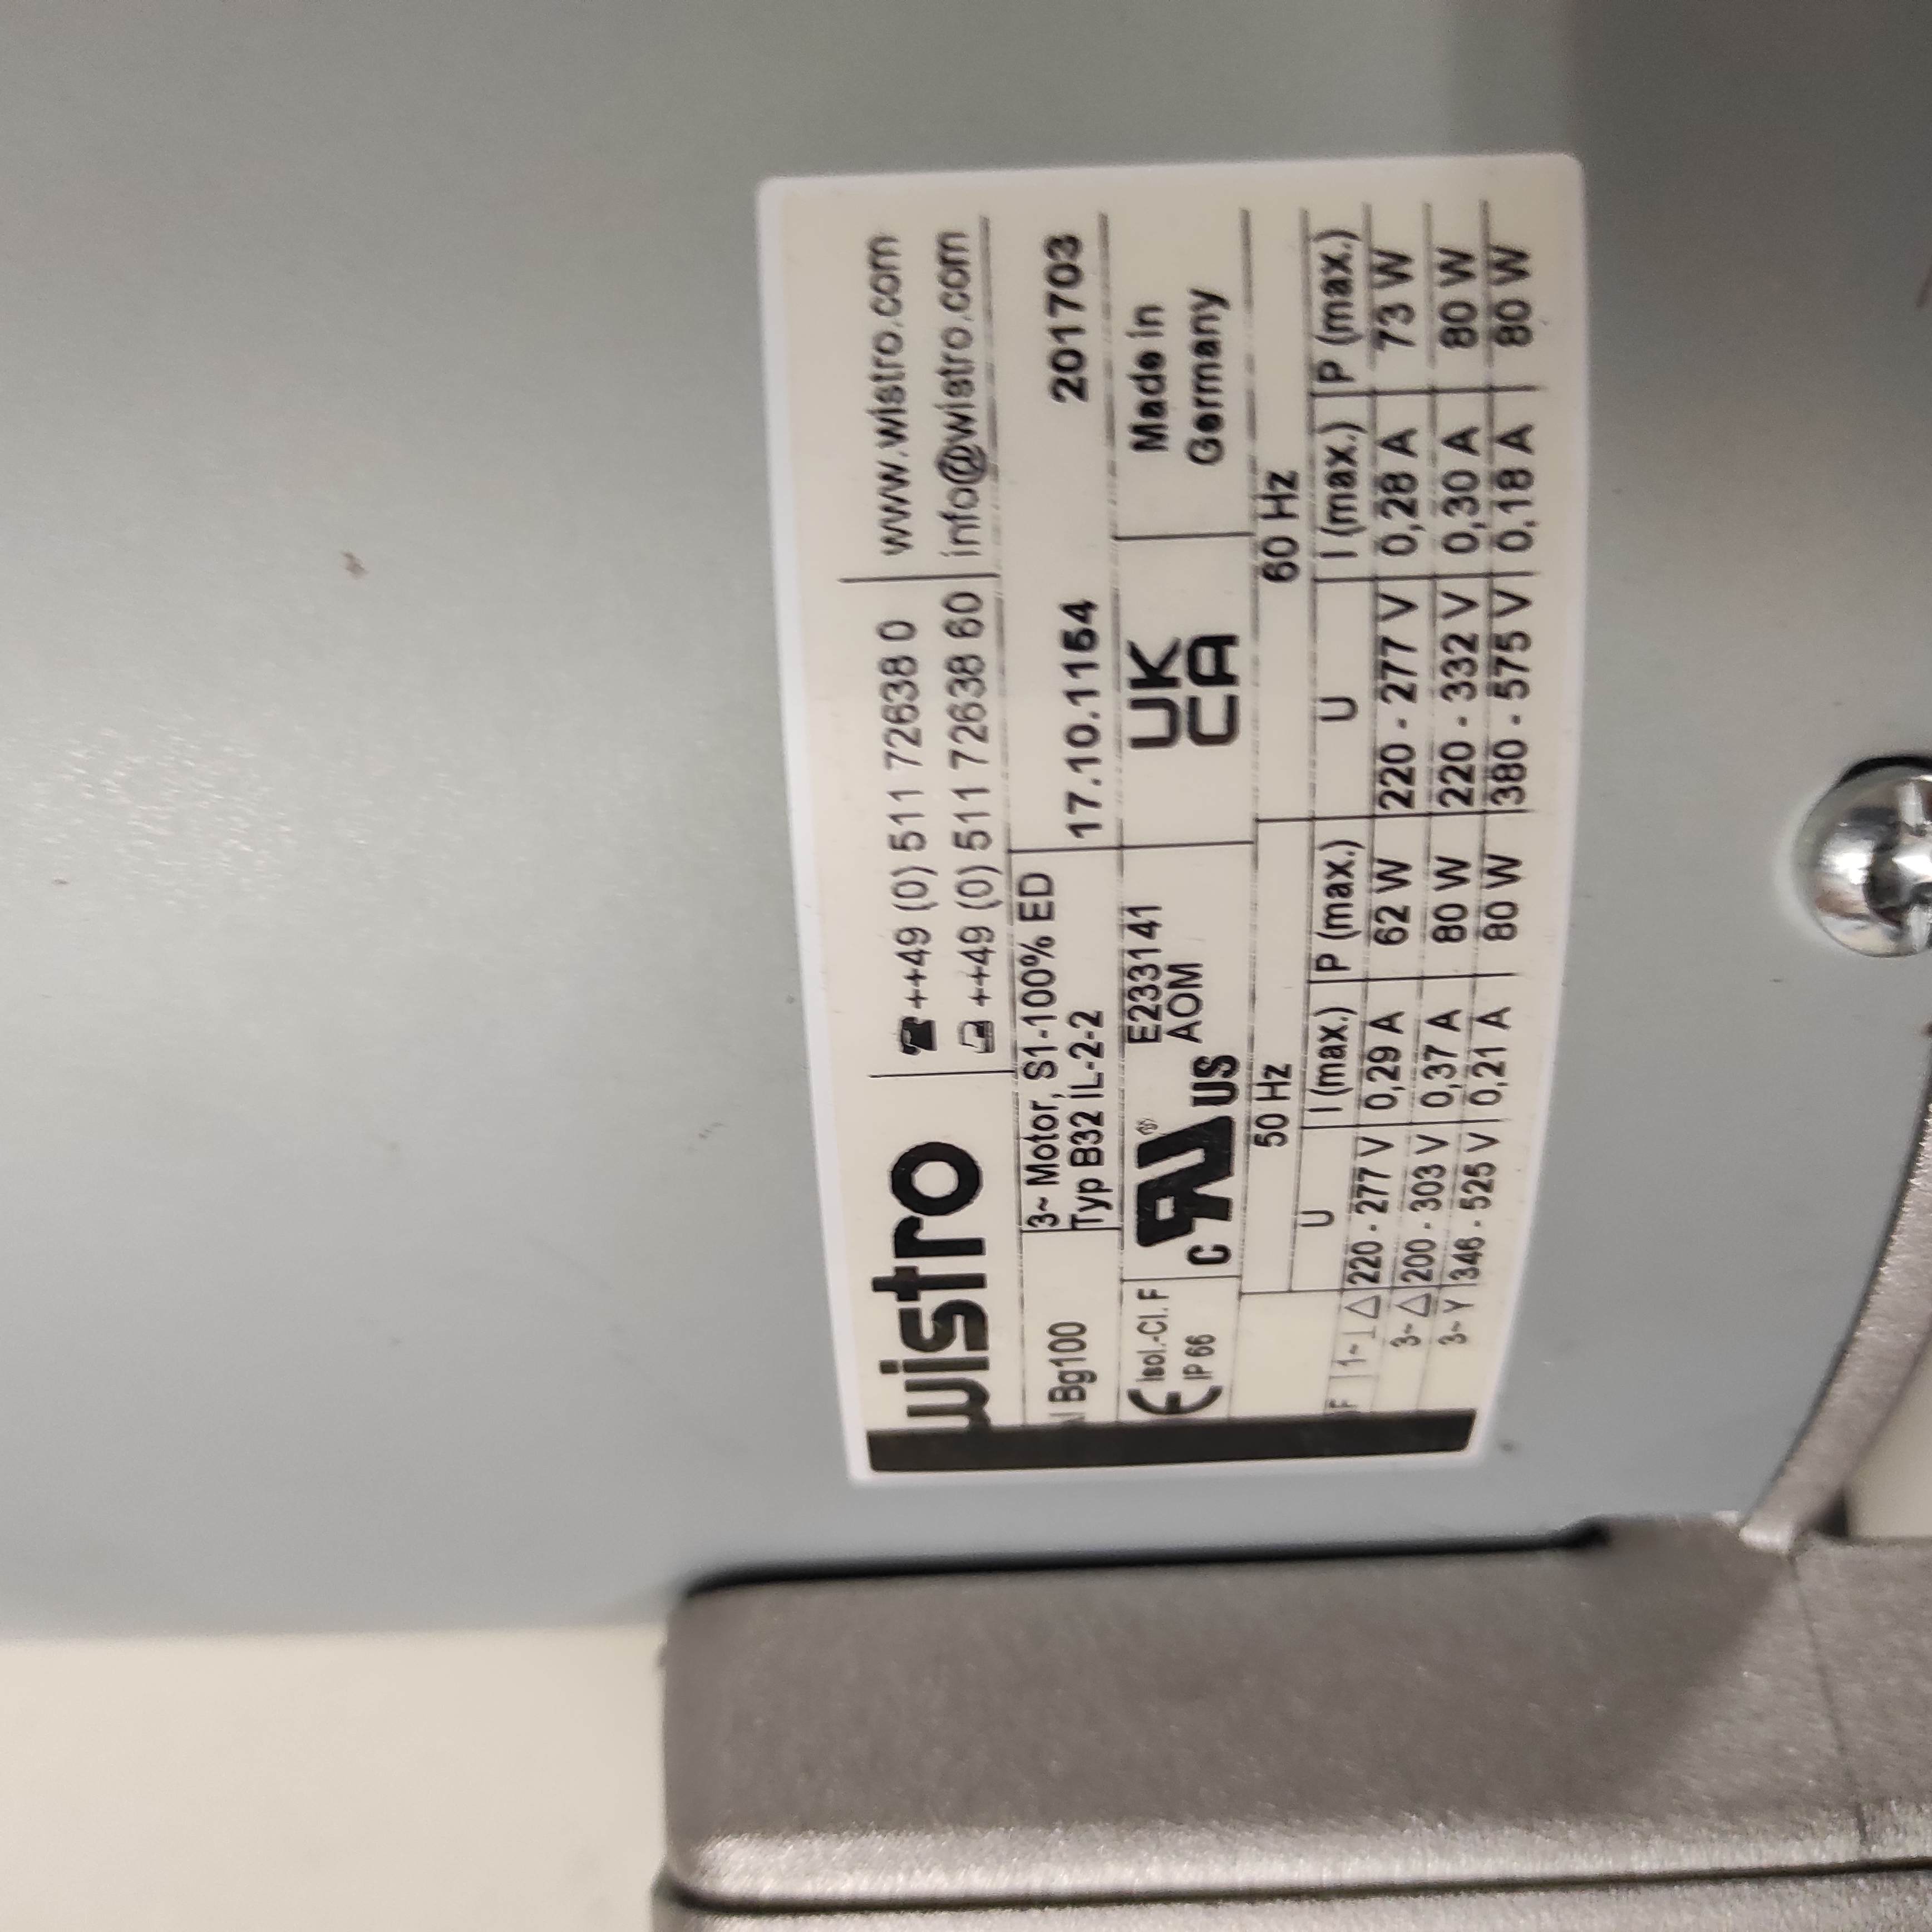 wistro
☎ ++49 (0) 511 72638 0
++49 (0) 511 72638 60
www.wistro.com
info@wistro.com
Bg100
3~ Motor, S1-100% ED
Typ B32 IL-2-2
17.10.1154 201703
CE Isol.-Cl. F
IP 66
c RU ® US
E233141
AOM
UK
CA
Made in
Germany
50 Hz 60 Hz
U I (max.) P (max.) U I (max.) P (max.)
1~ ⊥ △ 220 - 277 V 0,29 A 62 W 220 - 277 V 0,28 A 73 W
3~ △ 200 - 303 V 0,37 A 80 W 220 - 332 V 0,30 A 80 W
3~ Y 346 - 525 V 0,21 A 80 W 380 - 575 V 0,18 A 80 W